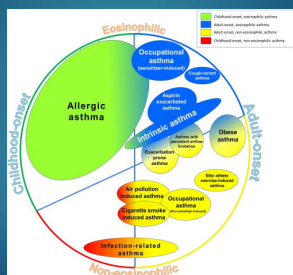 Childhood onset, eosinophilic asthma
Adult onset, eosinophilic asthma
Adult onset, non-eosinophilic asthma
Childhood onset, non eosinophilic asthma
Eosinophilic
Occupational
asthma
(sensitizer-induced)
Cough-variant
asthma
Allergic
asthma
Aspirin
exacerbated
asthma
Intrinsic asthma
Childhood-onset
Adult-onset
Asthma with
persistent airflow
limitation
Obese
asthma
Exacerbation
prone
asthma
Elite athlete
exercise-induced
asthma
Air pollution
induced asthma
Occupational
asthma
(Non-sensitizer-induced)
Cigarette smoke
induced asthma
Infection-related
asthma
Non-eosinophilic